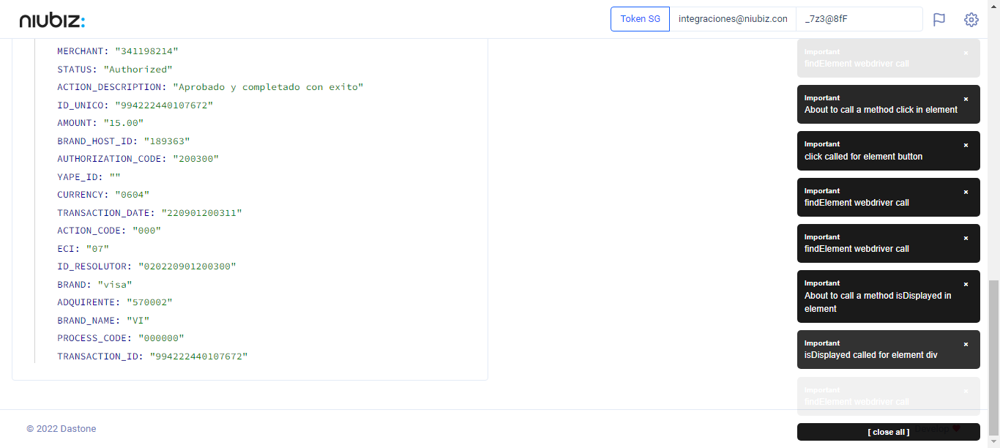 niubiz:
Token SG
integraciones@niubiz.con
_7z3@8fF
MERCHANT: "341198214"
STATUS: "Authorized"
ACTION_DESCRIPTION: "Aprobado y completado con exito"
ID_UNICO: "994222440107672"
AMOUNT: "15.00"
BRAND_HOST_ID: "189363"
AUTHORIZATION_CODE: "200300"
YAPE_ID: ""
CURRENCY: "0604"
TRANSACTION_DATE: "220901200311"
ACTION_CODE: "000"
ECI: "07"
ID_RESOLUTOR: "020220901200300"
BRAND: "visa"
ADQUIRENTE: "570002"
BRAND_NAME: "VI"
PROCESS_CODE: "000000"
TRANSACTION_ID: "994222440107672"
© 2022 Dastone
Important
findElement webdriver call
Important
About to call a method click in element
Important
click called for element button
Important
findElement webdriver call
Important
findElement webdriver call
Important
About to call a method isDisplayed in
element
Important
isDisplayed called for element div
Important
findElement webdriver call
[ close all ]